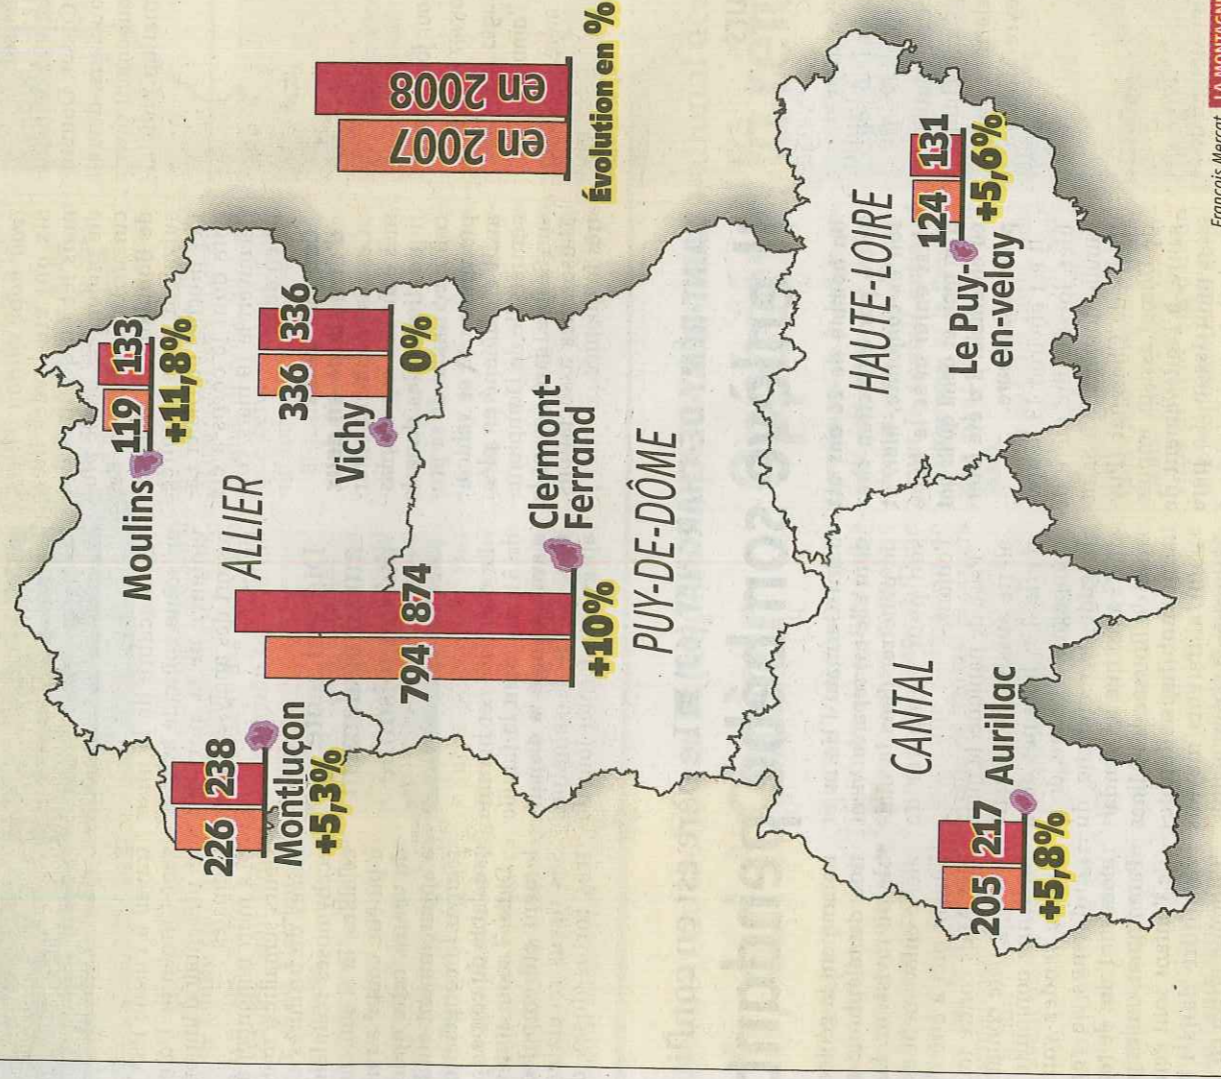 Moulins
119 133
+11,8%
226 238
Montluçon
+5,3%
ALLIER
336 336
Vichy
0%
en 2007
en 2008
Évolution en %
794 874
+10%
Clermont-
Ferrand
PUY-DE-DÔME
HAUTE-LOIRE
124 131
Le Puy-
en-velay
+5,6%
CANTAL
205 217
Aurillac
+5,8%
François Mercat
LA MONTAGNE